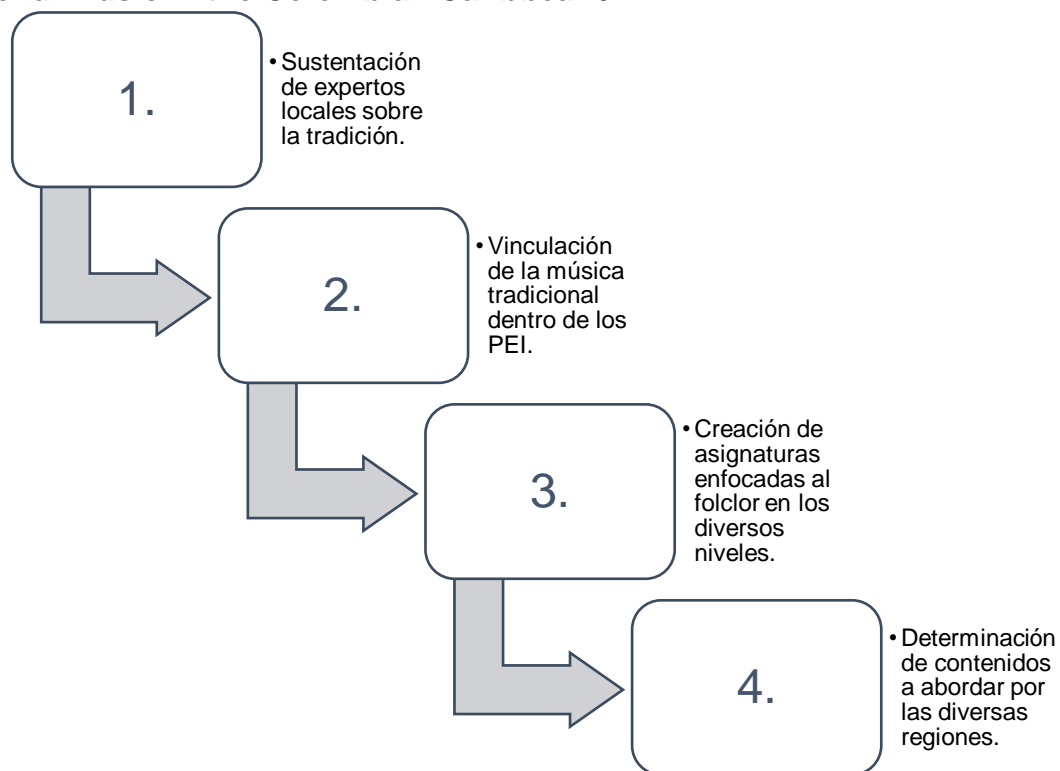 1.
• Sustentación
de expertos
locales sobre
la tradición.
2.
• Vinculación
de la música
tradicional
dentro de los
PEI.
3.
• Creación de
asignaturas
enfocadas al
folclor en los
diversos
niveles.
4.
• Determinación
de contenidos
a abordar por
las diversas
regiones.